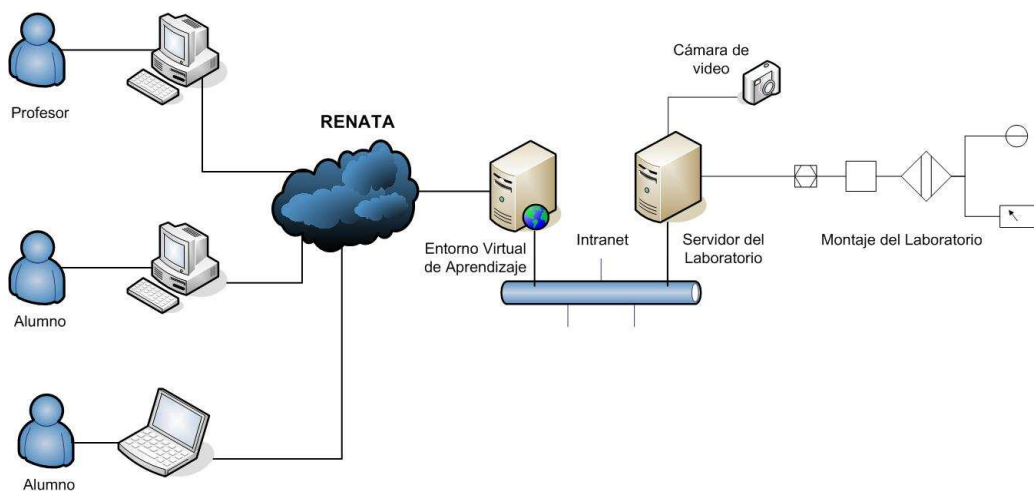 Cámara de
video
Profesor
RENATA
Entorno Virtual
de Aprendizaje
Intranet
Servidor del
Laboratorio
Montaje del Laboratorio
Alumno
Alumno